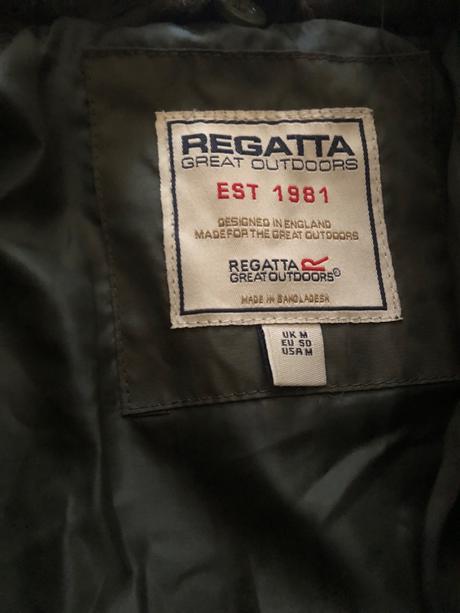 REGATTA
GREAT OUTDOORS
EST 1981
DESIGNED IN ENGLAND
MADE FOR THE GREAT OUTDOORS
REGATTA
GREAT OUTDOORS®
MADE IN BANGLADESH
UK M
EU 50
USA M